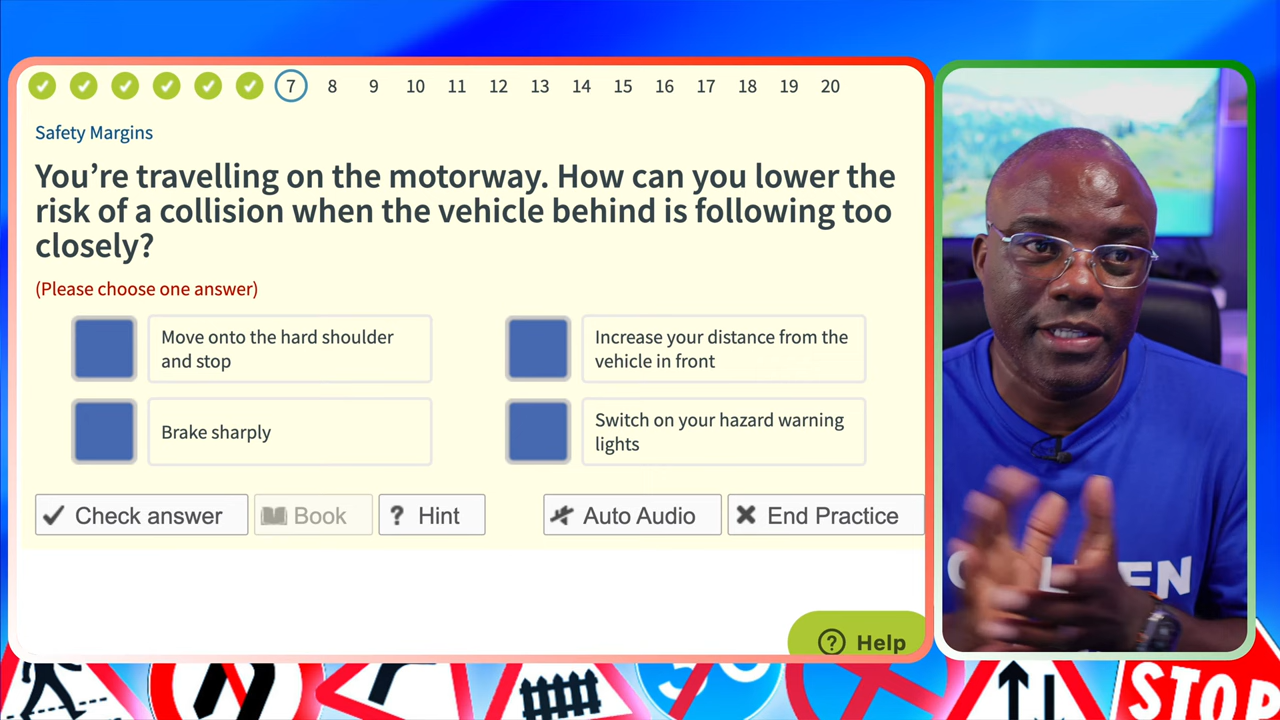 7 8 9 10 11 12 13 14 15 16 17 18 19 20
Safety Margins
You’re travelling on the motorway. How can you lower the
risk of a collision when the vehicle behind is following too
closely?
(Please choose one answer)
Move onto the hard shoulder
and stop
Increase your distance from the
vehicle in front
Brake sharply
Switch on your hazard warning
lights
Check answer
Book
? Hint
Auto Audio
End Practice
? Help
STOP